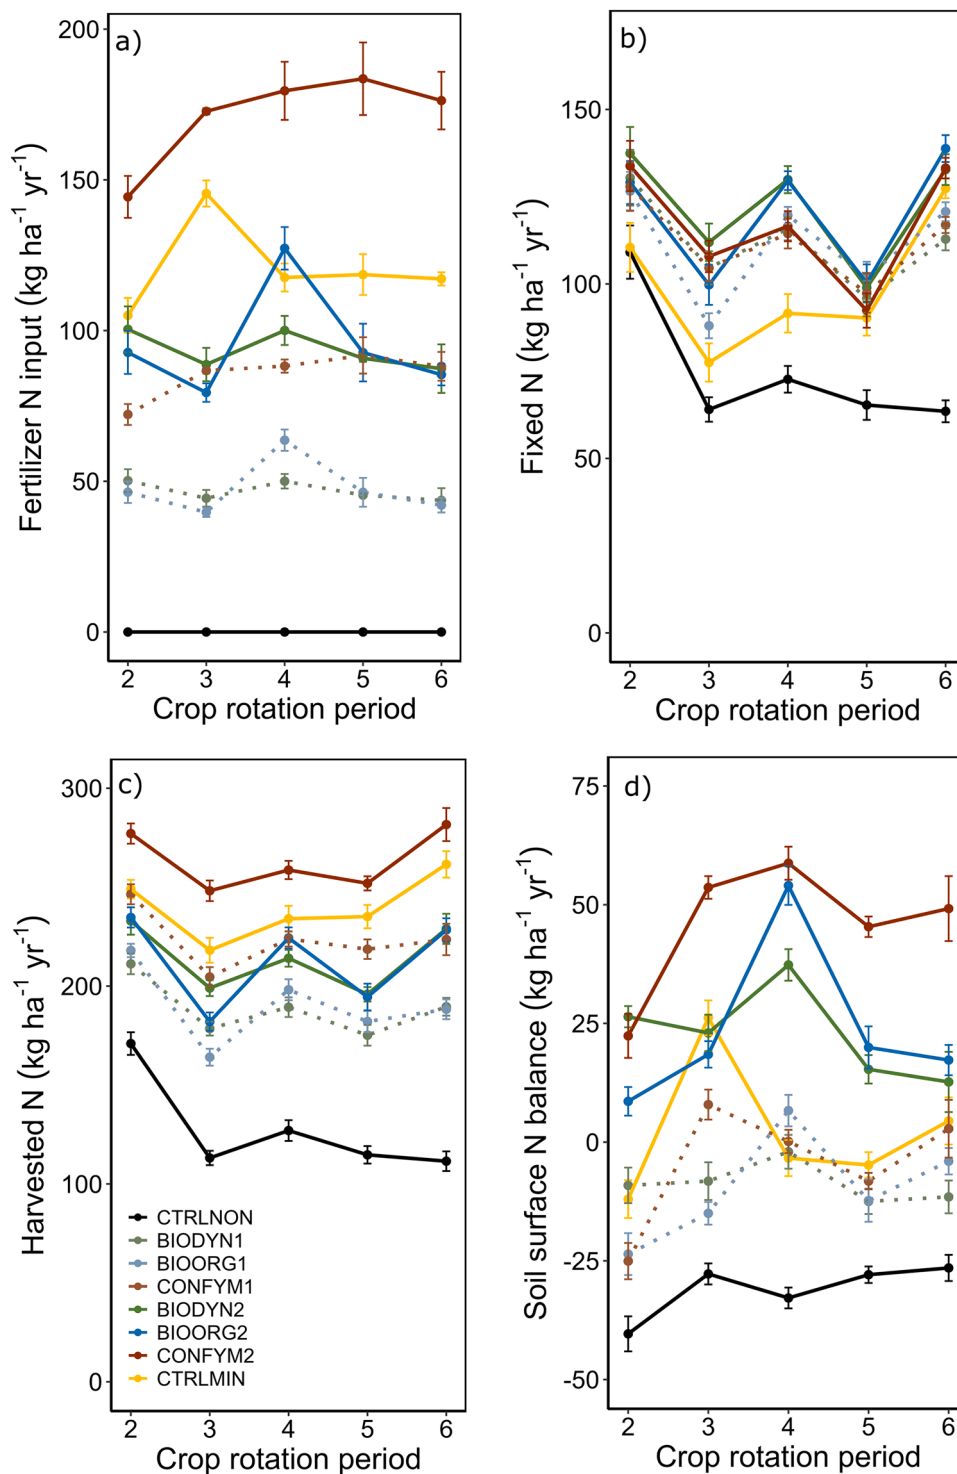 a)
Fertilizer N input (kg ha⁻¹ yr⁻¹)
200
150
100
50
0
2 3 4 5 6
Crop rotation period
b)
Fixed N (kg ha⁻¹ yr⁻¹)
150
100
50
0
2 3 4 5 6
Crop rotation period
c)
Harvested N (kg ha⁻¹ yr⁻¹)
300
200
100
0
CTRLNON
BIODYN1
BIOORG1
CONFYM1
BIODYN2
BIOORG2
CONFYM2
CTRLMIN
2 3 4 5 6
Crop rotation period
d)
Soil surface N balance (kg ha⁻¹ yr⁻¹)
75
50
25
0
-25
-50
2 3 4 5 6
Crop rotation period